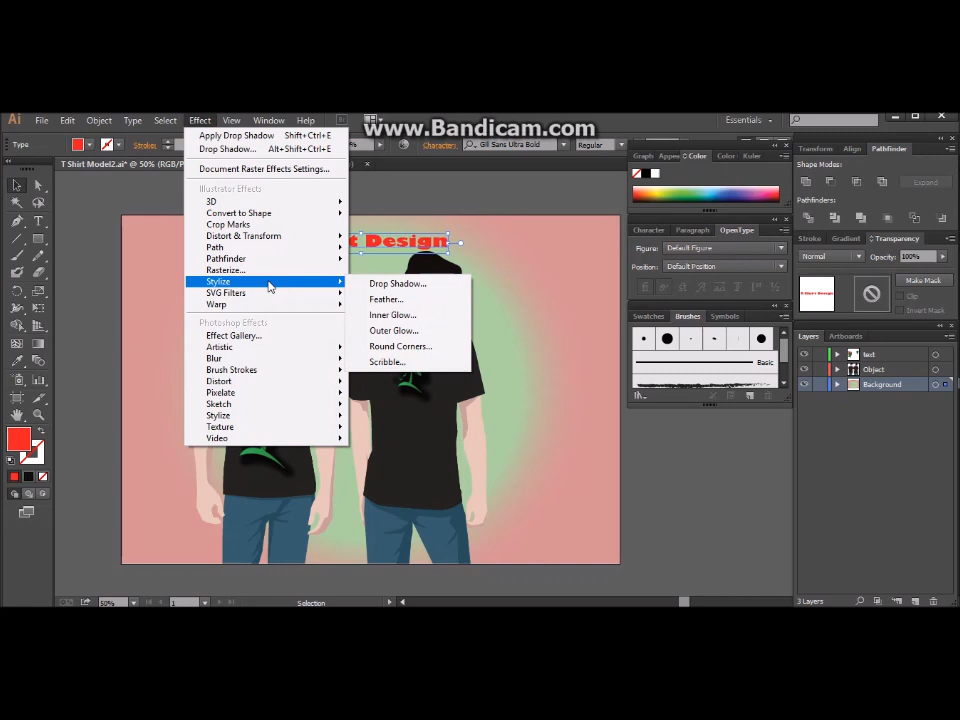 Ai File Edit Object Type Select Effect View Window Help Br Essentials
www.Bandicam.com
Type Stroke: % Characters: Gill Sans Ultra Bold Regular
T Shirt Model2.ai* @ 50% (RGB/P
Apply Drop Shadow Shift+Ctrl+E
Drop Shadow... Alt+Shift+Ctrl+E
Document Raster Effects Settings...
Illustrator Effects
3D
Convert to Shape
Crop Marks
Distort & Transform
Path
Pathfinder
Rasterize...
Stylize
SVG Filters
Warp
Photoshop Effects
Effect Gallery...
Artistic
Blur
Brush Strokes
Distort
Pixelate
Sketch
Stylize
Texture
Video
Drop Shadow...
Feather...
Inner Glow...
Outer Glow...
Round Corners...
Scribble...
t Design
Graph Appea Color Color Kuler
Character Paragraph OpenType
Figure: Default Figure
Position: Default Position
Swatches Brushes Symbols
Basic
Transform Align Pathfinder
Shape Modes:
Expand
Pathfinders:
Stroke Gradient Transparency
Normal Opacity: 100%
Make Mask
Clip
Invert Mask
Layers Artboards
text
Object
Background
3 Layers
50% 1 Selection